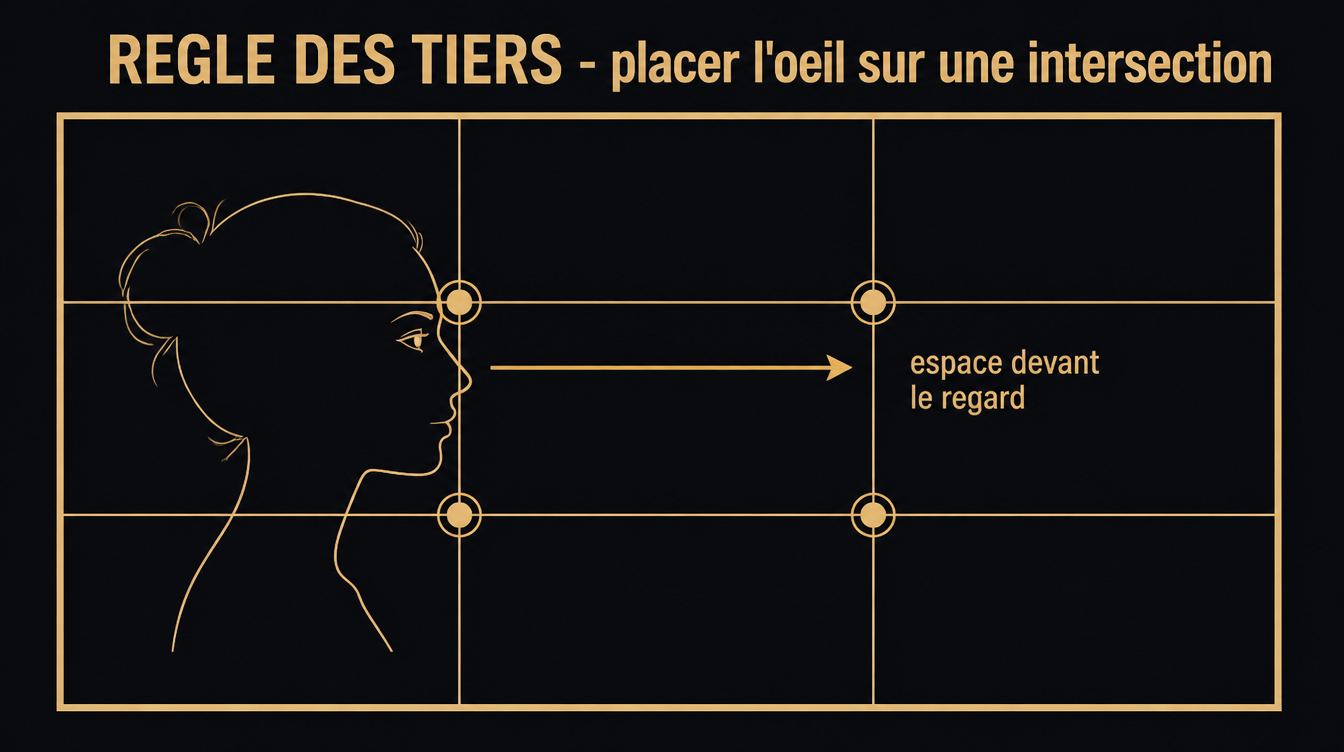 REGLE DES TIERS - placer l'oeil sur une intersection
espace devant
le regard